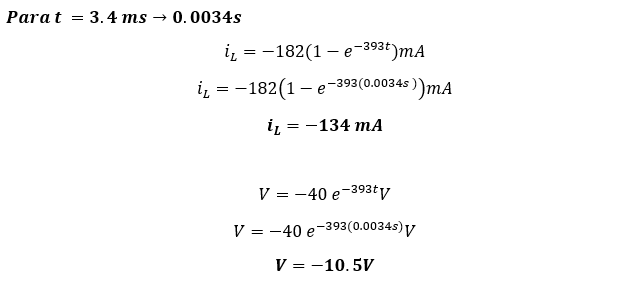 Para t = 3.4 ms → 0.0034s
i_L = −182(1 − e^{−393t})mA
i_L = −182(1 − e^{−393(0.0034s )})mA
i_L = −134 mA
V = −40 e^{−393t}V
V = −40 e^{−393(0.0034s)}V
V = −10.5V